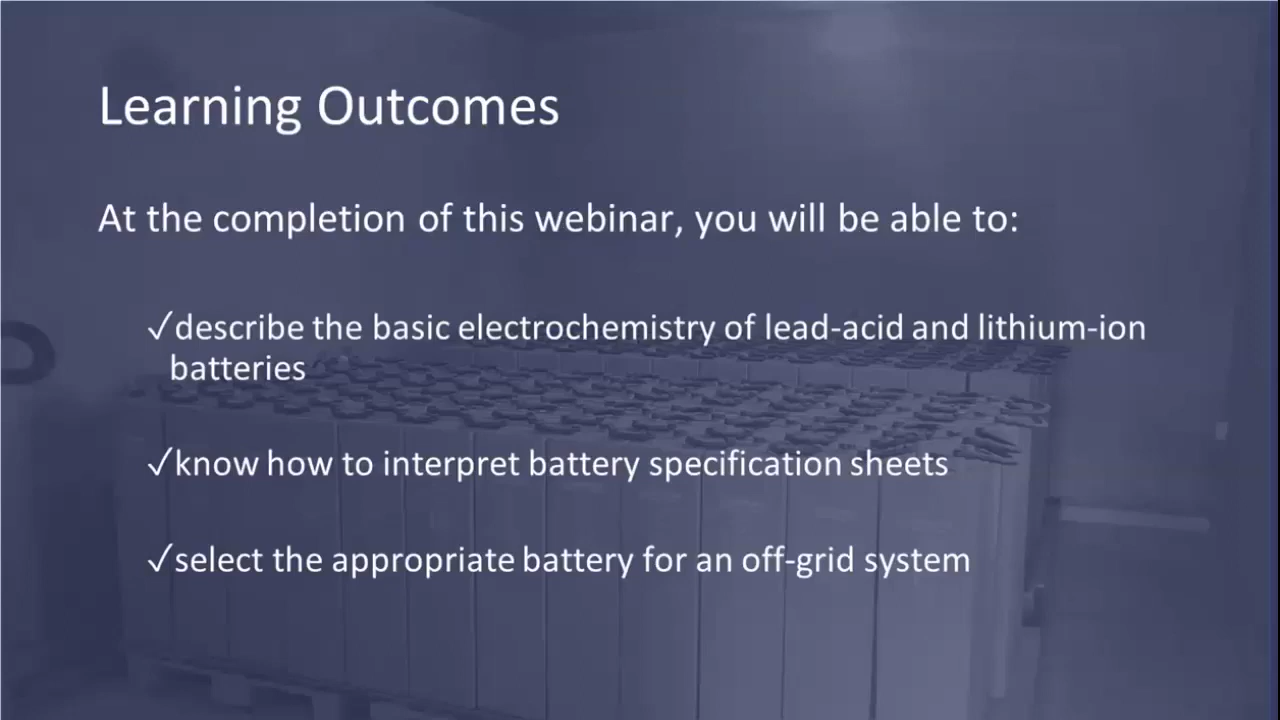 Learning Outcomes
At the completion of this webinar, you will be able to:
✓describe the basic electrochemistry of lead-acid and lithium-ion
batteries
✓know how to interpret battery specification sheets
✓select the appropriate battery for an off-grid system